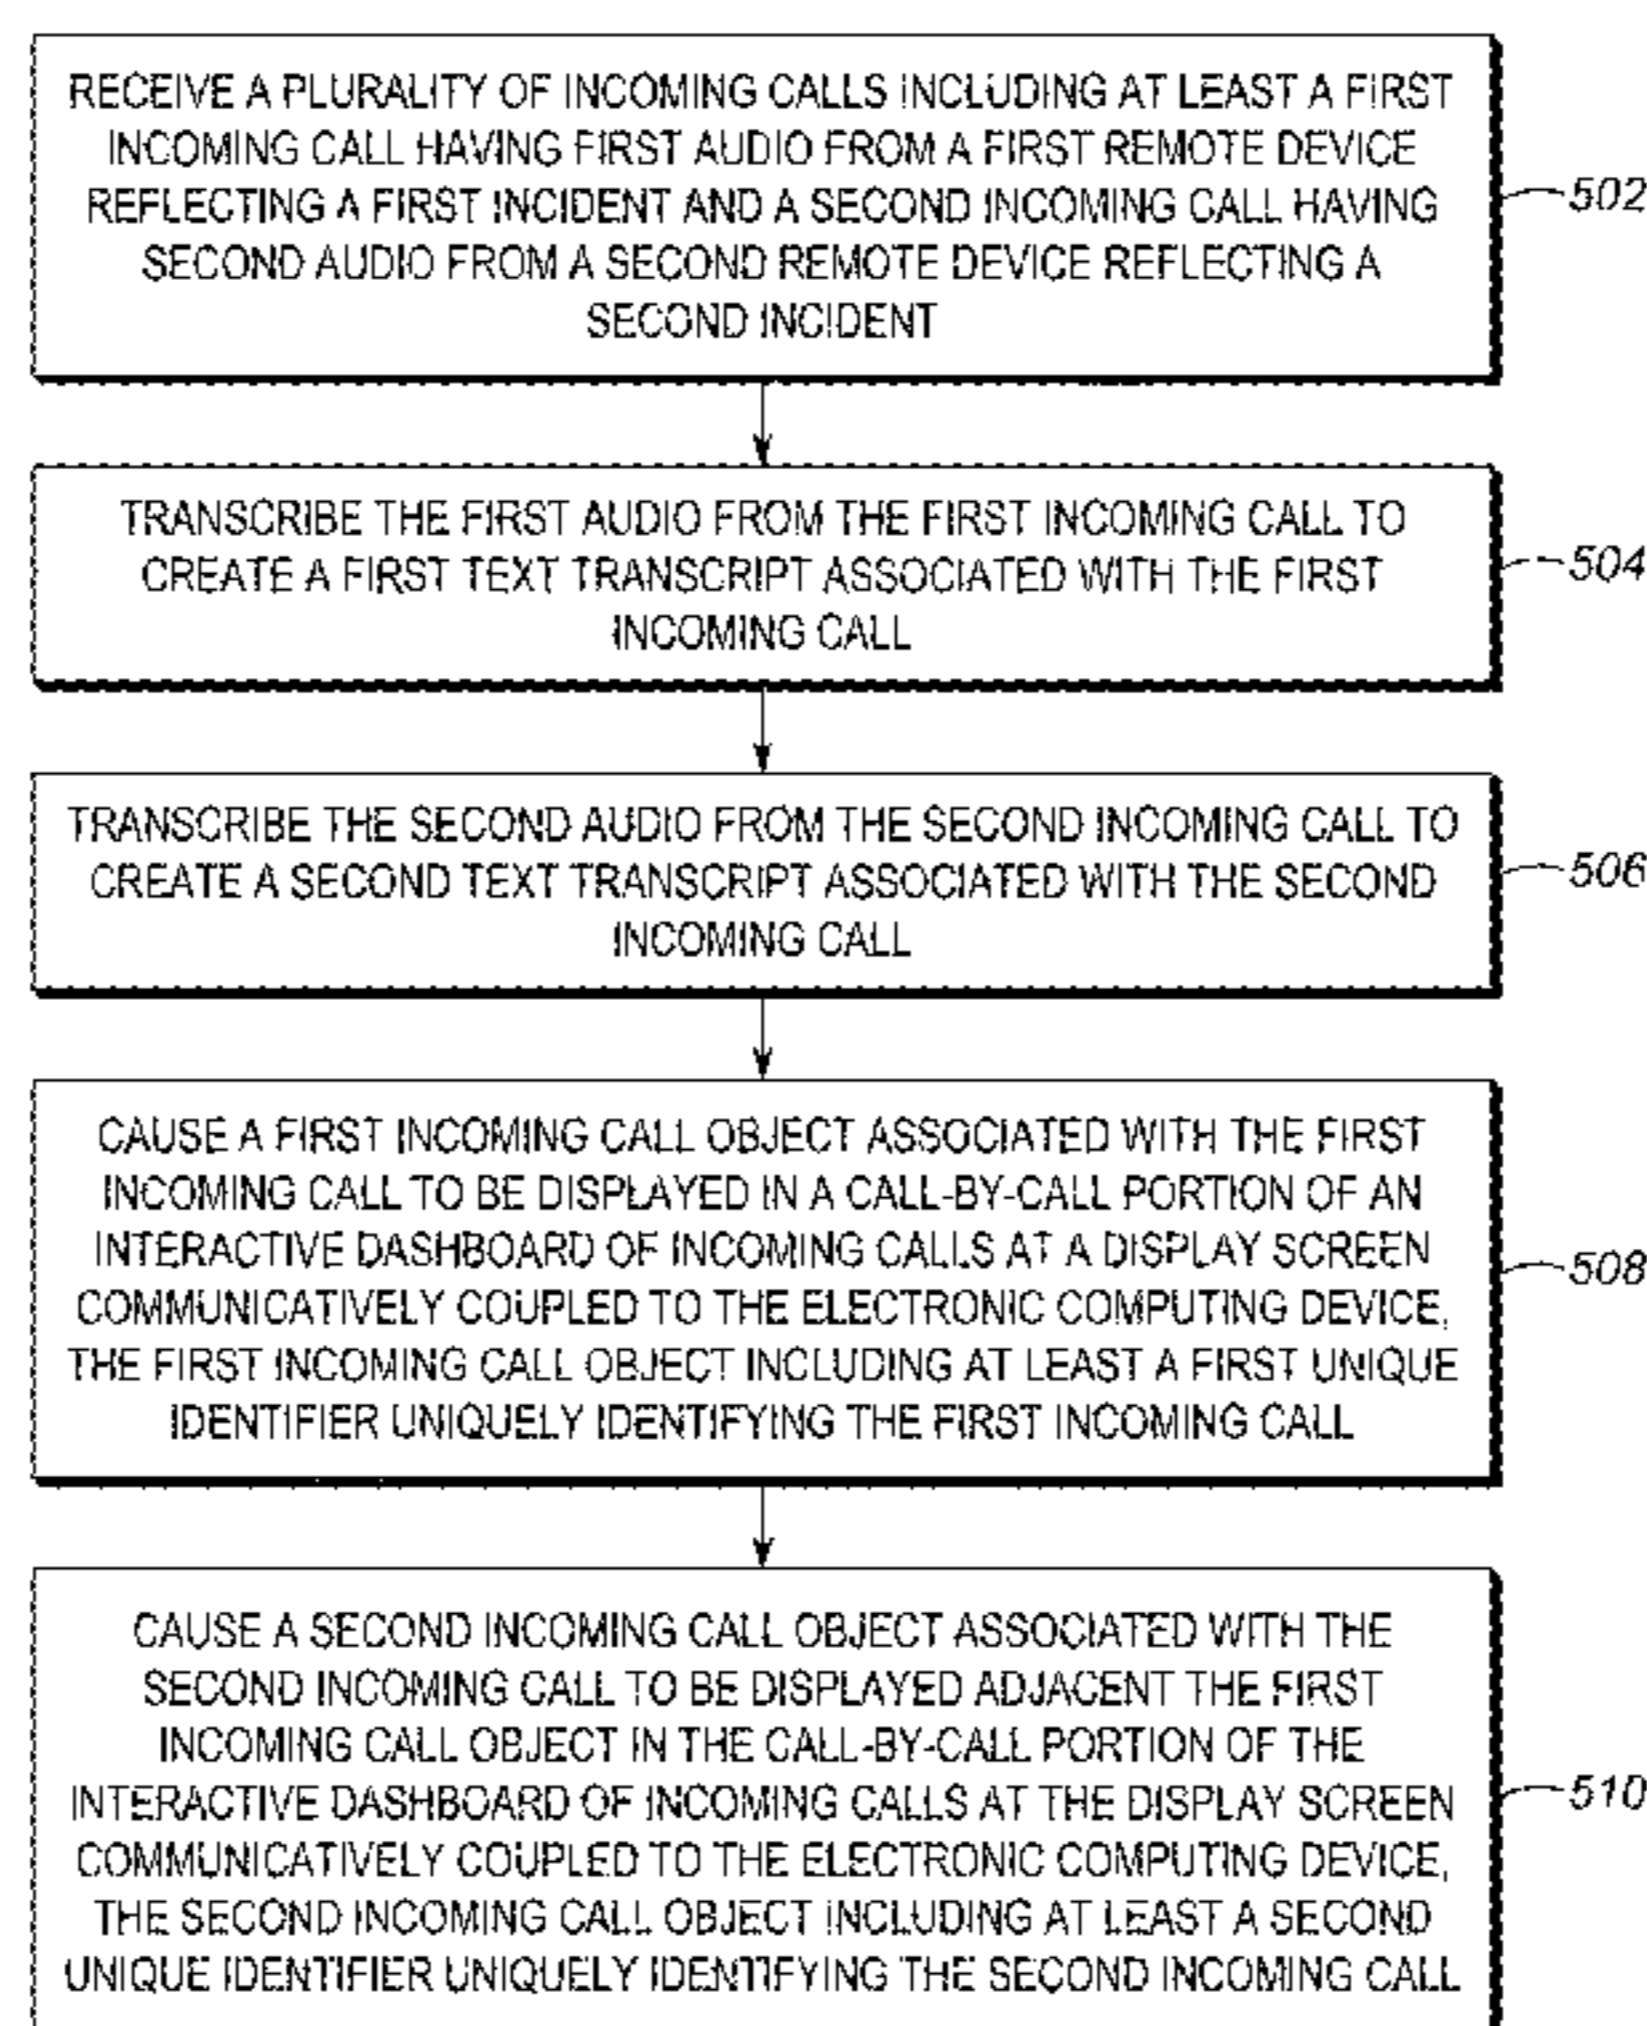 RECEIVE A PLURALITY OF INCOMING CALLS INCLUDING AT LEAST A FIRST
INCOMING CALL HAVING FIRST AUDIO FROM A FIRST REMOTE DEVICE
REFLECTING A FIRST INCIDENT AND A SECOND INCOMING CALL HAVING
SECOND AUDIO FROM A SECOND REMOTE DEVICE REFLECTING A
SECOND INCIDENT
502
TRANSCRIBE THE FIRST AUDIO FROM THE FIRST INCOMING CALL TO
CREATE A FIRST TEXT TRANSCRIPT ASSOCIATED WITH THE FIRST
INCOMING CALL
504
TRANSCRIBE THE SECOND AUDIO FROM THE SECOND INCOMING CALL TO
CREATE A SECOND TEXT TRANSCRIPT ASSOCIATED WITH THE SECOND
INCOMING CALL
506
CAUSE A FIRST INCOMING CALL OBJECT ASSOCIATED WITH THE FIRST
INCOMING CALL TO BE DISPLAYED IN A CALL-BY-CALL PORTION OF AN
INTERACTIVE DASHBOARD OF INCOMING CALLS AT A DISPLAY SCREEN
COMMUNICATIVELY COUPLED TO THE ELECTRONIC COMPUTING DEVICE,
THE FIRST INCOMING CALL OBJECT INCLUDING AT LEAST A FIRST UNIQUE
IDENTIFIER UNIQUELY IDENTIFYING THE FIRST INCOMING CALL
508
CAUSE A SECOND INCOMING CALL OBJECT ASSOCIATED WITH THE
SECOND INCOMING CALL TO BE DISPLAYED ADJACENT THE FIRST
INCOMING CALL OBJECT IN THE CALL-BY-CALL PORTION OF THE
INTERACTIVE DASHBOARD OF INCOMING CALLS AT THE DISPLAY SCREEN
COMMUNICATIVELY COUPLED TO THE ELECTRONIC COMPUTING DEVICE,
THE SECOND INCOMING CALL OBJECT INCLUDING AT LEAST A SECOND
UNIQUE IDENTIFIER UNIQUELY IDENTIFYING THE SECOND INCOMING CALL
510